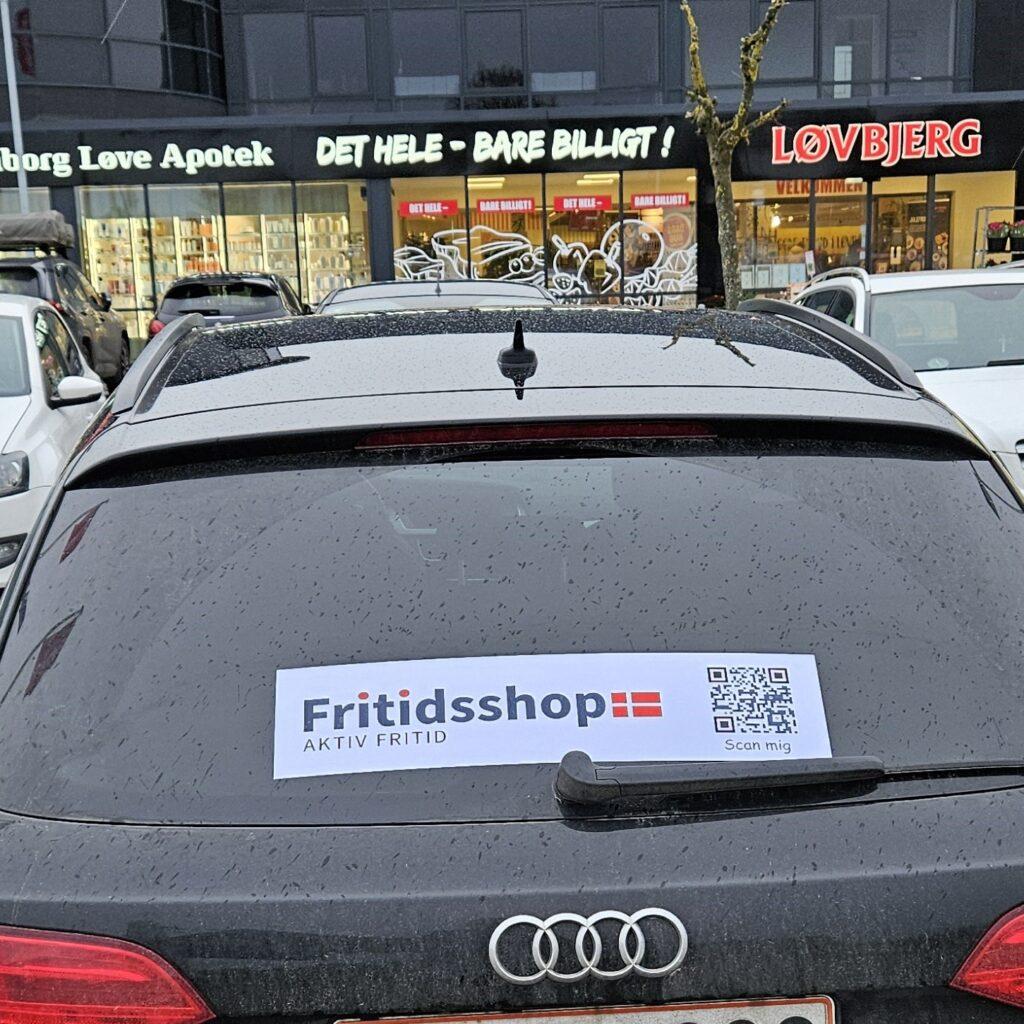 Løve Apotek
DET HELE - BARE BILLIGT !
LØVBJERG
DET HELE -
BARE BILLIGT!
DET HELE -
BARE BILLIGT!
VELKOMMEN
Fritidsshop
AKTIV FRITID
Scan mig